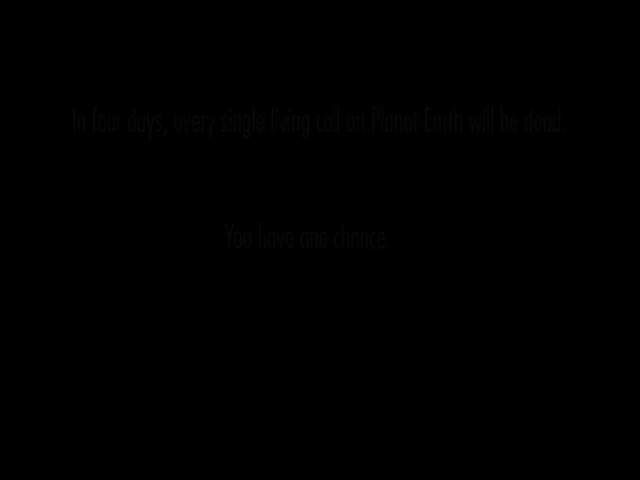 In four days, every single living cell on Planet Earth will be dead.
You have one chance.